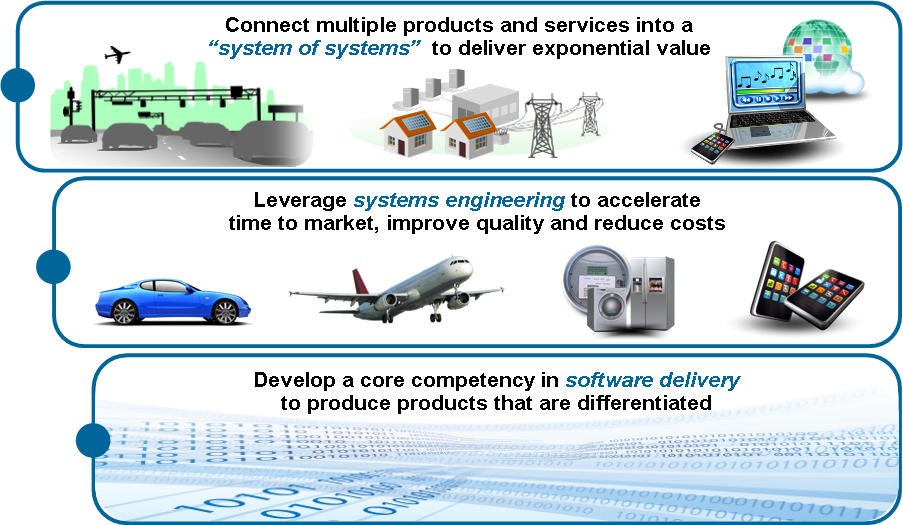 Connect multiple products and services into a
“system of systems” to deliver exponential value
Leverage systems engineering to accelerate
time to market, improve quality and reduce costs
Develop a core competency in software delivery
to produce products that are differentiated